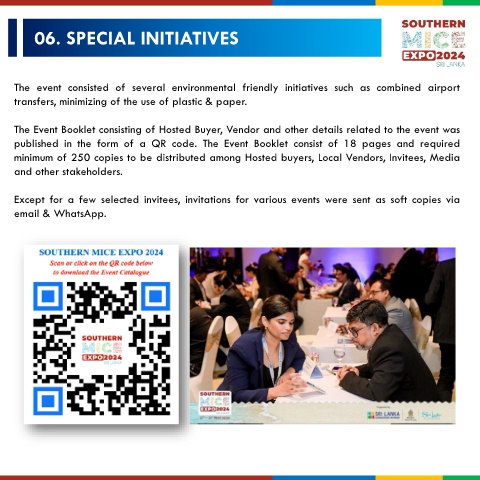 06. SPECIAL INITIATIVES
SOUTHERN
MICE
EXPO2024
SRI LANKA
The event consisted of several environmental friendly initiatives such as combined airport
transfers, minimizing of the use of plastic & paper.
The Event Booklet consisting of Hosted Buyer, Vendor and other details related to the event was
published in the form of a QR code. The Event Booklet consist of 18 pages and required
minimum of 250 copies to be distributed among Hosted buyers, Local Vendors, Invitees, Media
and other stakeholders.
Except for a few selected invitees, invitations for various events were sent as soft copies via
email & WhatsApp.
SOUTHERN MICE EXPO 2024
Scan or click on the QR code below
to download the Event Catalogue
SOUTHERN
MICE
EXPO2024
SOUTHERN
MICE
EXPO2024
SRI LANKA